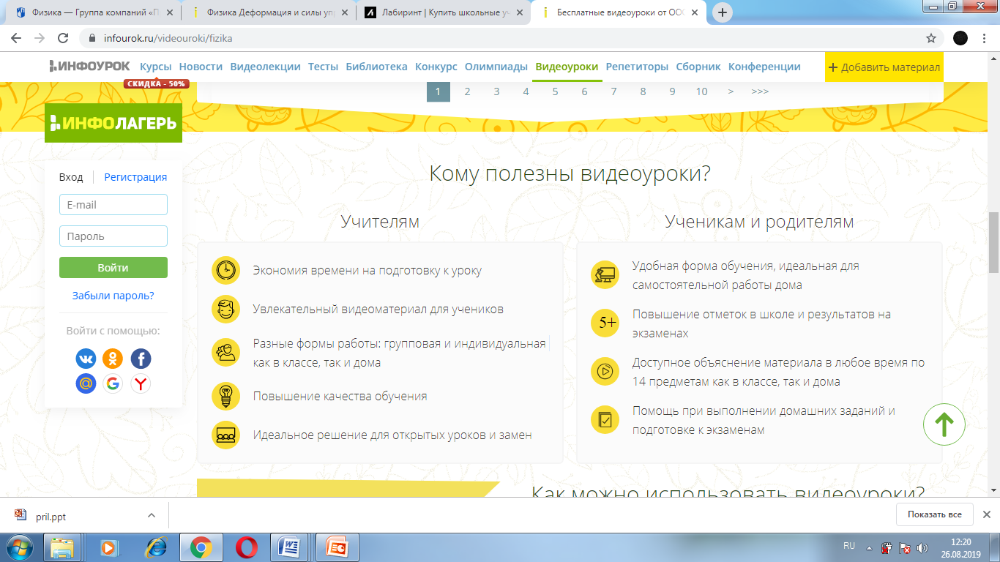 Физика — Группа компаний «П
Физика Деформация и силы упр
Лабиринт | Купить школьные уч
Бесплатные видеоуроки от ООО
infourok.ru/videouroki/fizika
ИНФОУРОК
Курсы
Новости
Видеолекции
Тесты
Библиотека
Конкурс
Олимпиады
Видеоуроки
Репетиторы
Сборник
Конференции
+ Добавить материал
СКИДКА - 50%
1 2 3 4 5 6 7 8 9 10 > >>>
ИНФОЛАГЕРЬ
Вход
Регистрация
E-mail
Пароль
Войти
Забыли пароль?
Войти с помощью:
Кому полезны видеоуроки?
Учителям
Экономия времени на подготовку к уроку
Увлекательный видеоматериал для учеников
Разные формы работы: групповая и индивидуальная
как в классе, так и дома
Повышение качества обучения
Идеальное решение для открытых уроков и замен
Ученикам и родителям
Удобная форма обучения, идеальная для
самостоятельной работы дома
5+
Повышение отметок в школе и результатов на
экзаменах
Доступное объяснение материала в любое время по
14 предметам как в классе, так и дома
Помощь при выполнении домашних заданий и
подготовке к экзаменам
Как можно использовать видеоуроки?
pril.ppt
Показать все
RU
12:20
26.08.2019